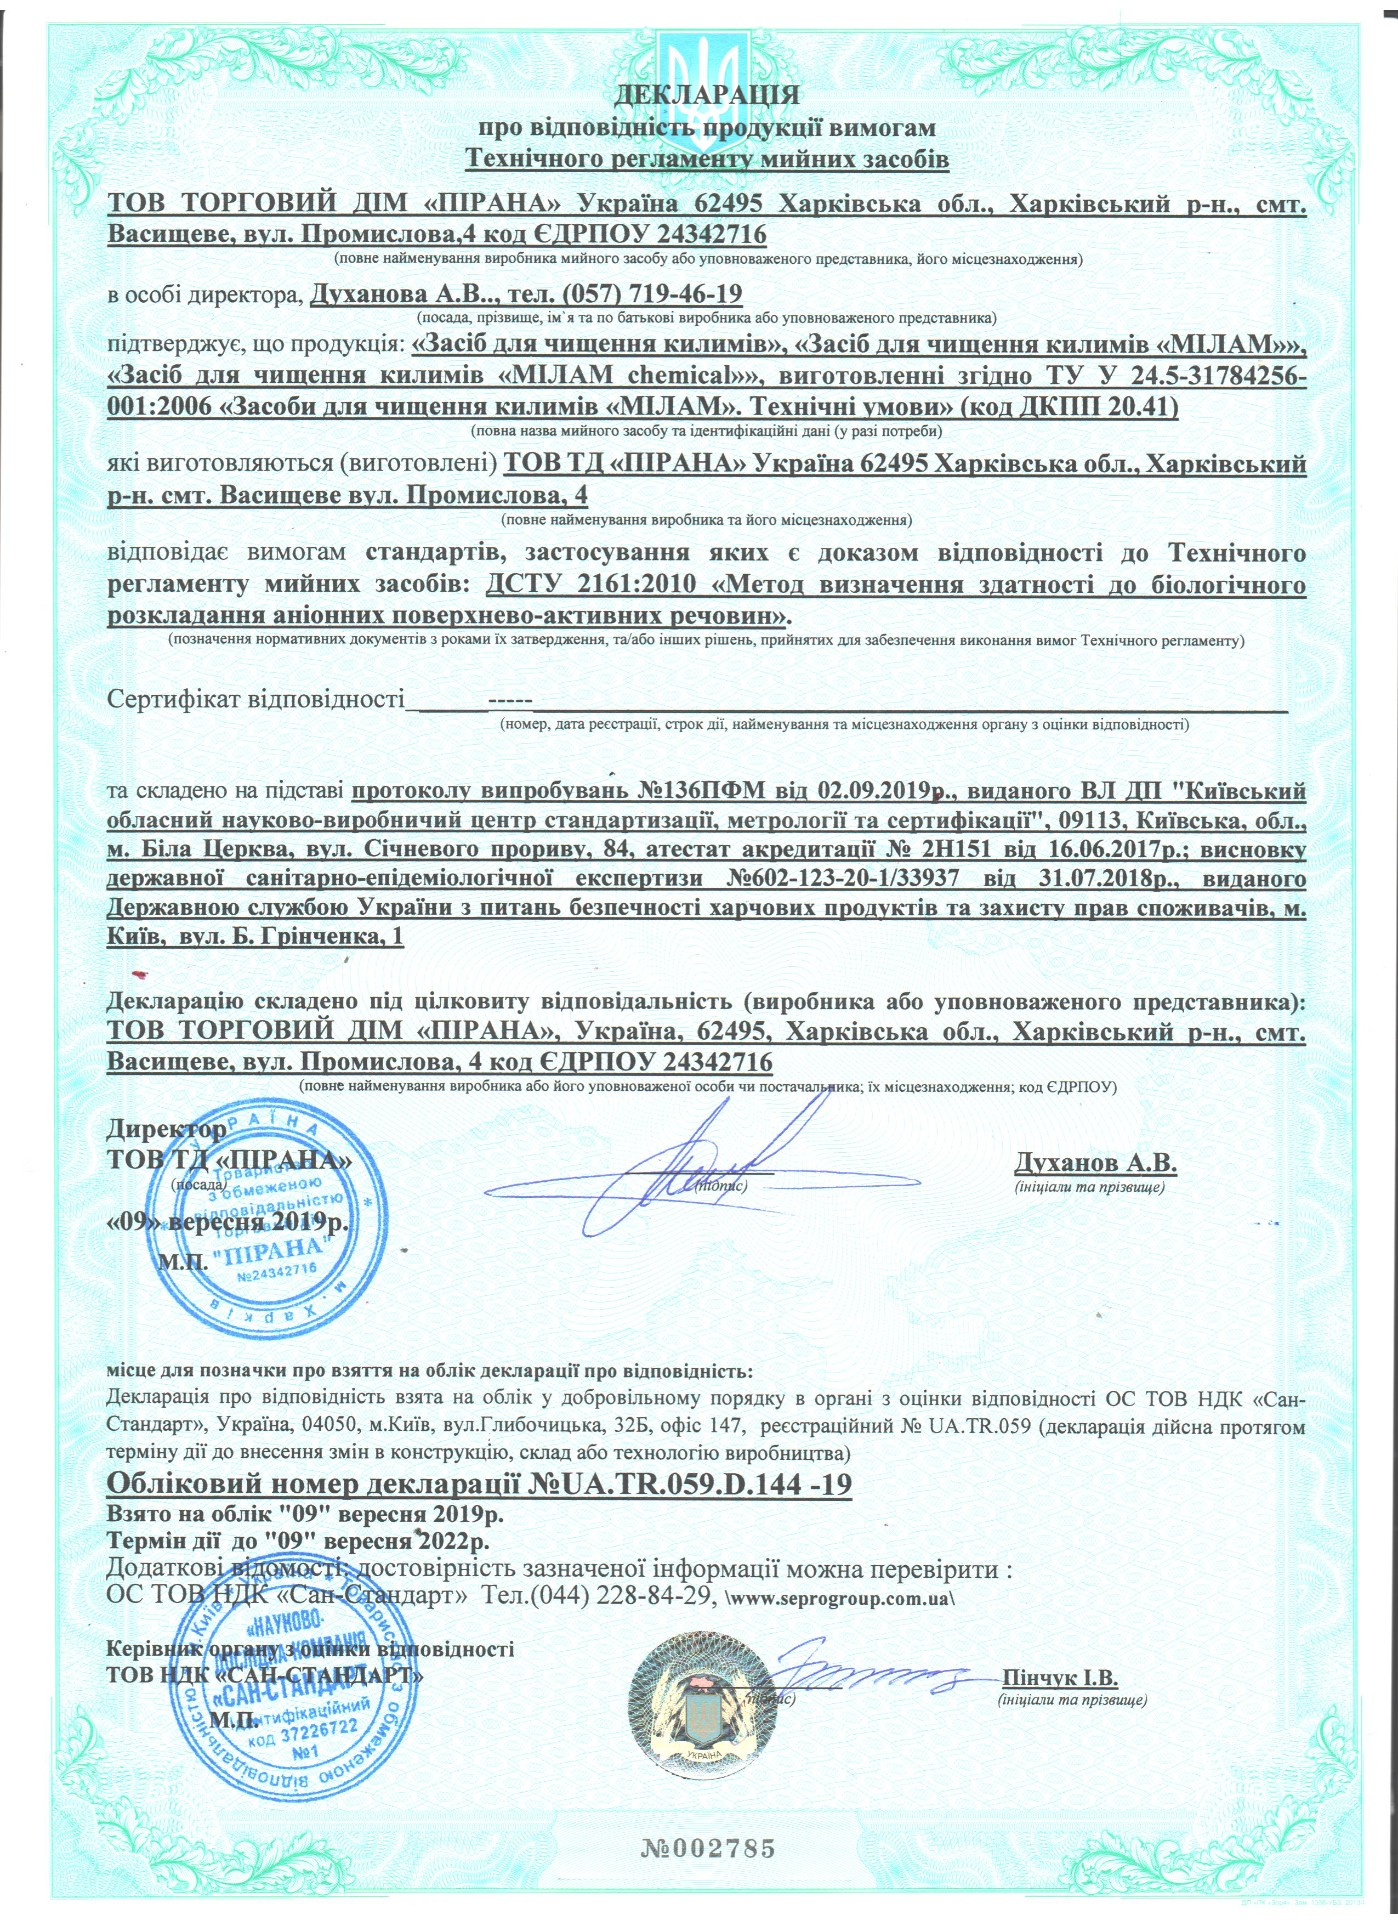 ДЕКЛАРАЦІЯ
про відповідність продукції вимогам
Технічного регламенту мийних засобів
ТОВ ТОРГОВИЙ ДІМ «ПІРАНА» Україна 62495 Харківська обл., Харківський р-н., смт.
Васищеве, вул. Промислова,4 код ЄДРПОУ 24342716
(повне найменування виробника мийного засобу або уповноваженого представника, його місцезнаходження)
в особі директора, Духанова А.В.., тел. (057) 719-46-19
(посада, прізвище, ім`я та по батькові виробника або уповноваженого представника)
підтверджує, що продукція: «Засіб для чищення килимів», «Засіб для чищення килимів «МІЛАМ»»,
«Засіб для чищення килимів «МІЛАМ chemical»», виготовленні згідно ТУ У 24.5-31784256-
001:2006 «Засоби для чищення килимів «МІЛАМ». Технічні умови» (код ДКПП 20.41)
(повна назва мийного засобу та ідентифікаційні дані (у разі потреби)
які виготовляються (виготовлені) ТОВ ТД «ПІРАНА» Україна 62495 Харківська обл., Харківський
р-н. смт. Васищеве вул. Промислова, 4
(повне найменування виробника та його місцезнаходження)
відповідає вимогам стандартів, застосування яких є доказом відповідності до Технічного
регламенту мийних засобів: ДСТУ 2161:2010 «Метод визначення здатності до біологічного
розкладання аніонних поверхнево-активних речовин».
(позначення нормативних документів з роками їх затвердження, та/або інших рішень, прийнятих для забезпечення виконання вимог Технічного регламенту)
Сертифікат відповідності______-----______
(номер, дата реєстрації, строк дії, найменування та місцезнаходження органу з оцінки відповідності)
та складено на підставі протоколу випробувань №136ПФМ від 02.09.2019р., виданого ВЛ ДП "Київський
обласний науково-виробничий центр стандартизації, метрології та сертифікації", 09113, Київська, обл.,
м. Біла Церква, вул. Січневого прориву, 84, атестат акредитації № 2Н151 від 16.06.2017р.; висновку
державної санітарно-епідеміологічної експертизи №602-123-20-1/33937 від 31.07.2018р., виданого
Державною службою України з питань безпечності харчових продуктів та захисту прав споживачів, м.
Київ, вул. Б. Грінченка, 1
Декларацію складено під цілковиту відповідальність (виробника або уповноваженого представника):
ТОВ ТОРГОВИЙ ДІМ «ПІРАНА», Україна, 62495, Харківська обл., Харківський р-н., смт.
Васищеве, вул. Промислова, 4 код ЄДРПОУ 24342716
(повне найменування виробника або його уповноваженої особи чи постачальника; їх місцезнаходження; код ЄДРПОУ)
Директор
ТОВ ТД «ПІРАНА»
(посада)
(підпис)
Духанов А.В.
(ініціали та прізвище)
«09» вересня 2019р.
М.П.
УКРАЇНА
Товариство
з обмеженою
відповідальністю
Торговий дім
"ПІРАНА"
№24342716
м. Харків
місце для позначки про взяття на облік декларації про відповідність:
Декларація про відповідність взята на облік у добровільному порядку в органі з оцінки відповідності ОС ТОВ НДК «Сан-
Стандарт», Україна, 04050, м.Київ, вул.Глибочицька, 32Б, офіс 147, реєстраційний № UA.TR.059 (декларація дійсна протягом
терміну дії до внесення змін в конструкцію, склад або технологію виробництва)
Обліковий номер декларації №UA.TR.059.D.144 -19
Взято на облік "09" вересня 2019р.
Термін дії до "09" вересня 2022р.
Додаткові відомості: достовірність зазначеної інформації можна перевірити :
ОС ТОВ НДК «Сан-Стандарт» Тел.(044) 228-84-29, \www.seprogroup.com.ua\
Керівник органу з оцінки відповідності
ТОВ НДК «САН-СТАНДАРТ»
М.П.
(підпис)
Пінчук І.В.
(ініціали та прізвище)
м.Київ * Україна * Товариство з обмеженою відповідальністю
«НАУКОВО-
ДОСЛІДНА КОМПАНІЯ
«САН-СТАНДАРТ»
Ідентифікаційний
код 37226722
№1
УКРАЇНА
№002785